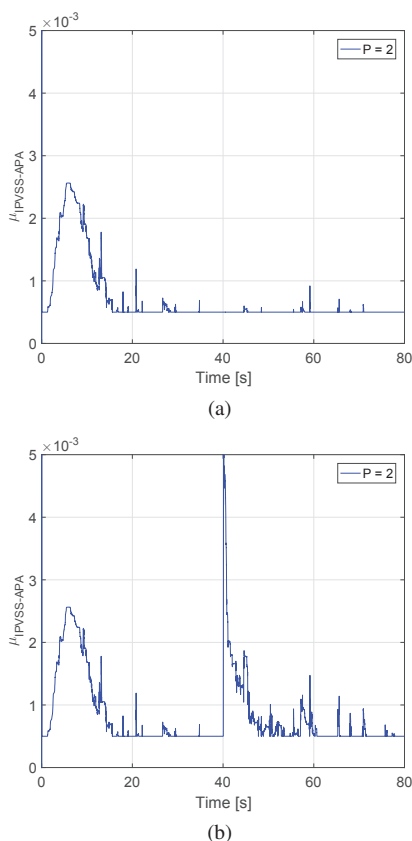 ×10⁻³
5
P = 2
4
3
2
1
0
μIPVSS-APA
0 20 40 60 80
Time [s]
(a)
×10⁻³
5
P = 2
4
3
2
1
0
μIPVSS-APA
0 20 40 60 80
Time [s]
(b)